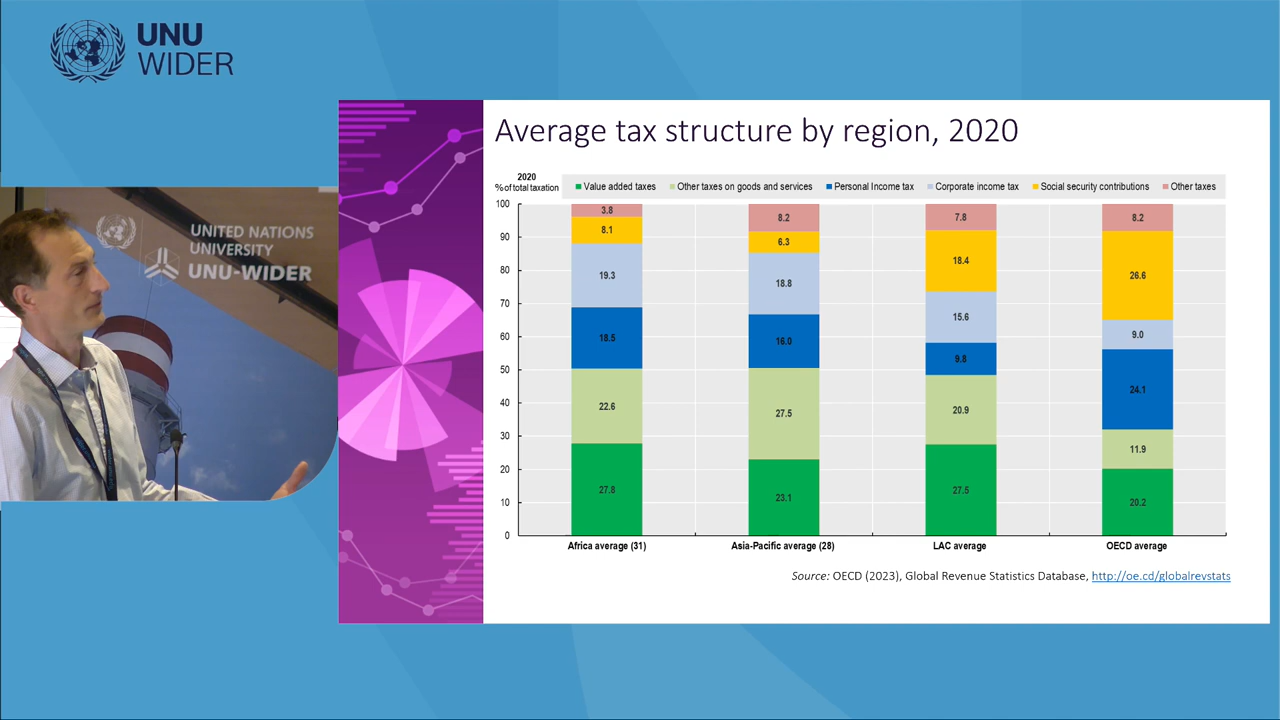 UNU
WIDER
UNITED NATIONS
UNIVERSITY
UNU-WIDER
Average tax structure by region, 2020
2020
% of total taxation
Value added taxes
Other taxes on goods and services
Personal Income tax
Corporate income tax
Social security contributions
Other taxes
100
90
80
70
60
50
40
30
20
10
0
3.8
8.1
19.3
18.5
22.6
27.8
8.2
6.3
18.8
16.0
27.5
23.1
7.8
18.4
15.6
9.8
20.9
27.5
8.2
26.6
9.0
24.1
11.9
20.2
Africa average (31)
Asia-Pacific average (28)
LAC average
OECD average
Source: OECD (2023), Global Revenue Statistics Database, http://oe.cd/globalrevstats